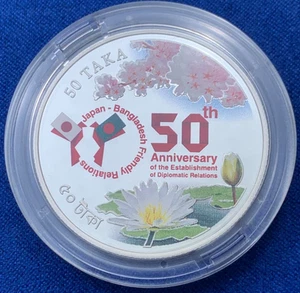 50 TAKA
Japan - Bangladesh Friendly Relations
50th
Anniversary
of the Establishment
of Diplomatic Relations
৫০ টাকা